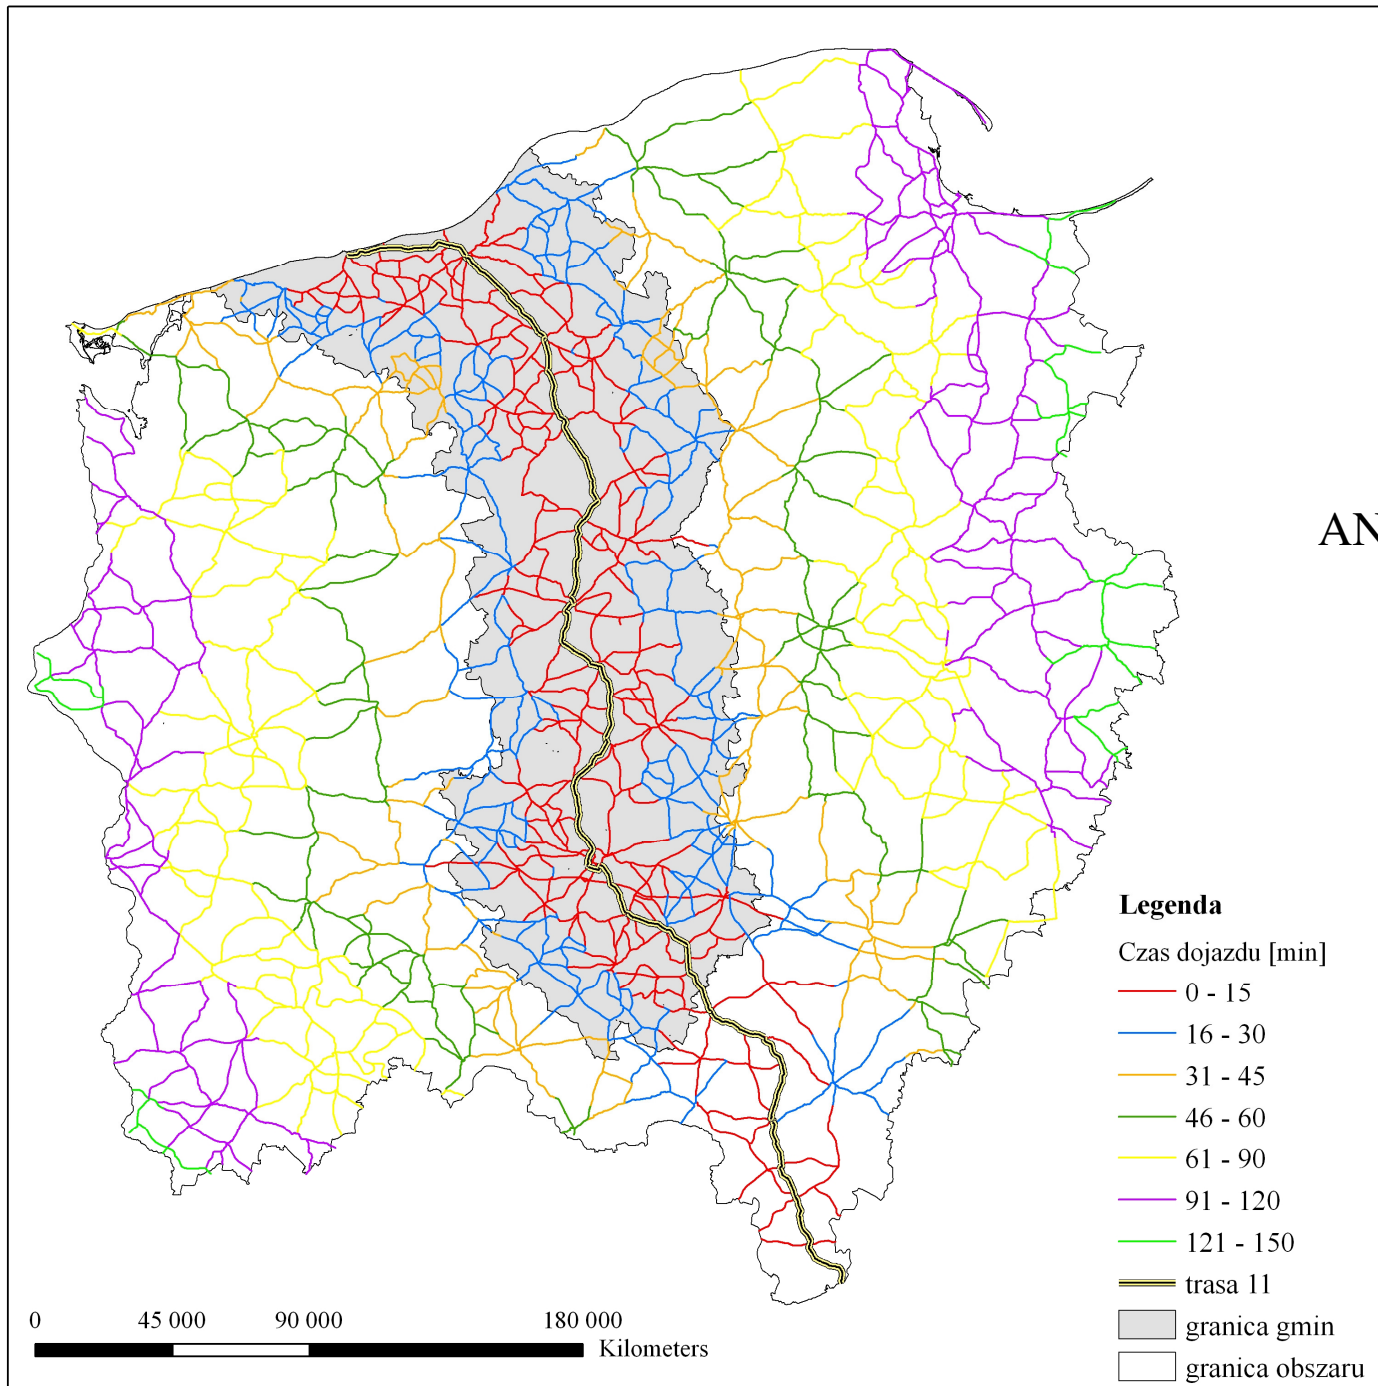 AN
Legenda
Czas dojazdu [min]
0 - 15
16 - 30
31 - 45
46 - 60
61 - 90
91 - 120
121 - 150
trasa 11
granica gmin
granica obszaru
0 45 000 90 000 180 000
Kilometers